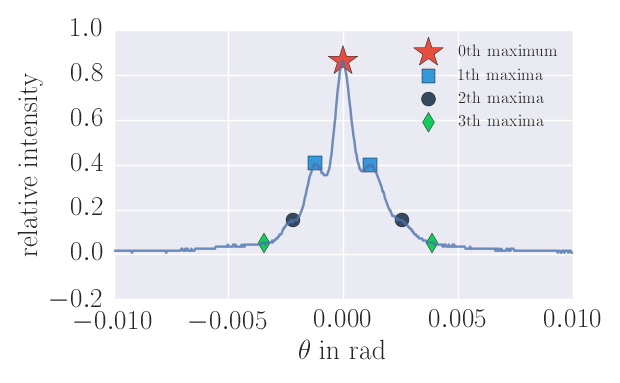 1.0
0.8
0.6
0.4
0.2
0.0
−0.2
relative intensity
0th maximum
1th maxima
2th maxima
3th maxima
−0.010 −0.005 0.000 0.005 0.010
θ in rad